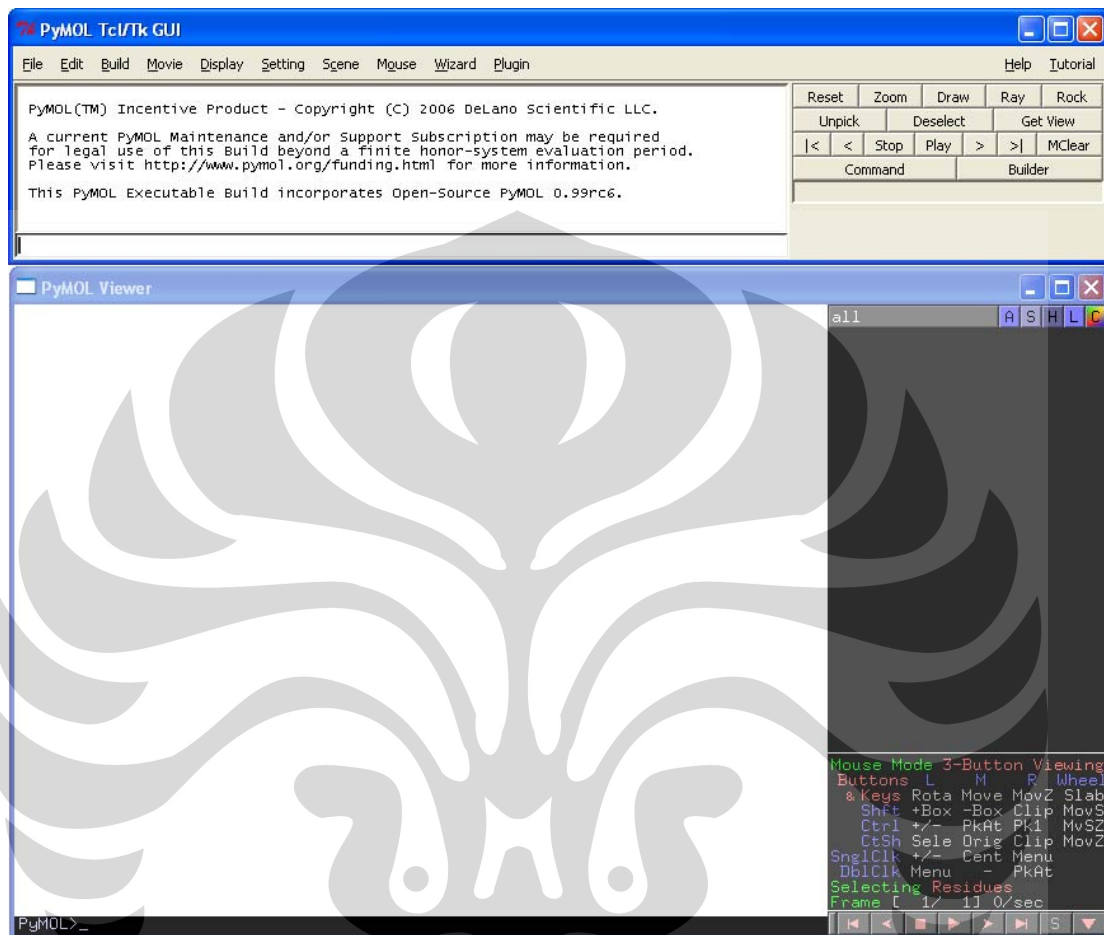 PyMOL Tcl/Tk GUI
File Edit Build Movie Display Setting Scene Mouse Wizard Plugin Help Tutorial
PyMOL(TM) Incentive Product - Copyright (C) 2006 DeLano Scientific LLC.
A current PyMOL Maintenance and/or Support Subscription may be required
for legal use of this Build beyond a finite honor-system evaluation period.
Please visit http://www.pymol.org/funding.html for more information.
This PyMOL Executable Build incorporates Open-Source PyMOL 0.99rc6.
Reset Zoom Draw Ray Rock
Unpick Deselect Get View
|< < Stop Play > >| MClear
Command Builder
PyMOL Viewer
all A S H L C
Mouse Mode 3-Button Viewing
Buttons L M R Wheel
& Keys Rota Move MovZ Slab
Shft +Box -Box Clip MovS
Ctrl +/- PkAt Pk1 MvSZ
CtSh Sele Orig Clip MovZ
SnglClk +/- Cent Menu
DblClk Menu - PkAt
Selecting Residues
Frame [ 1/ 1] 0/sec
PyMOL>_
S